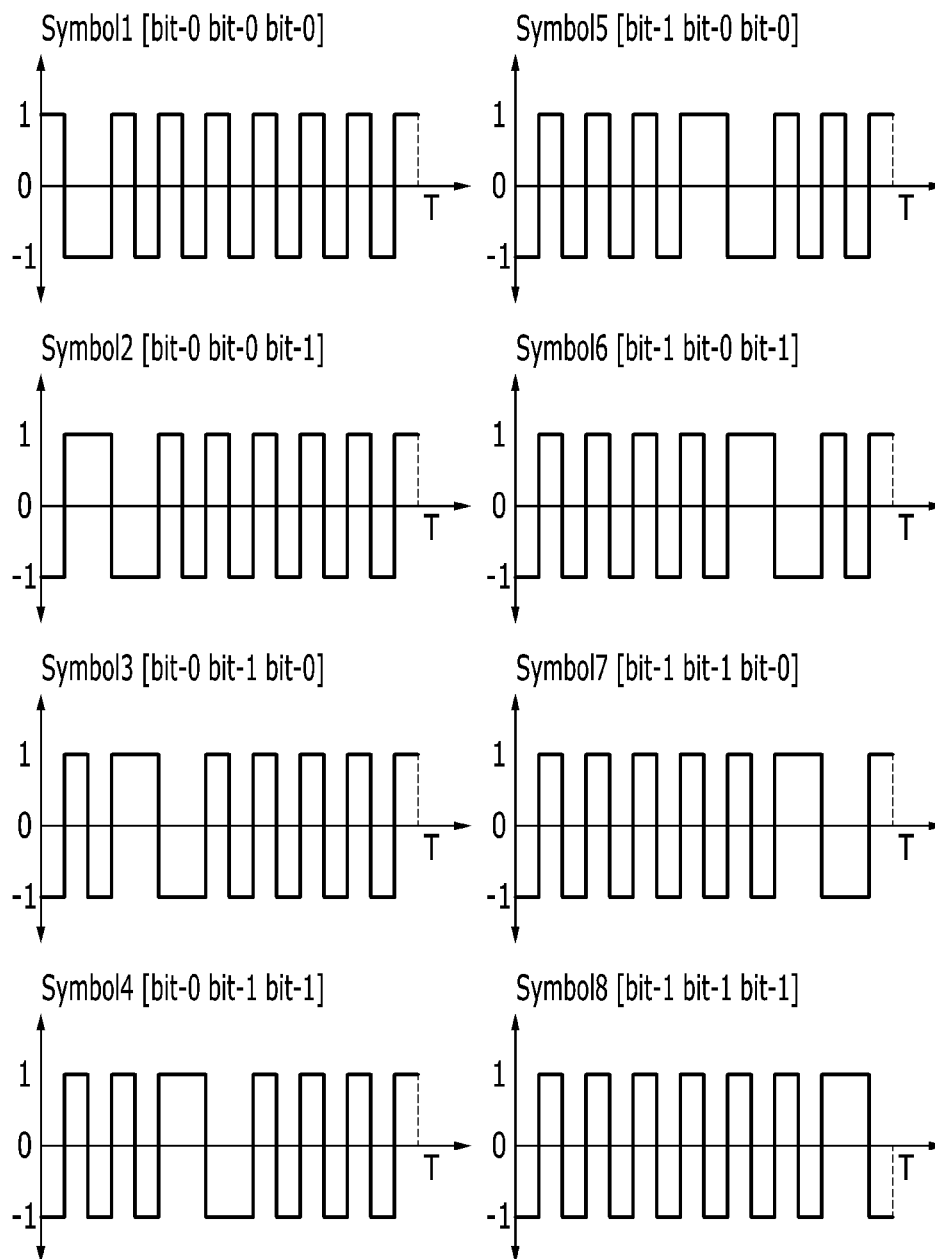 Symbol1 [bit-0 bit-0 bit-0]
1
0
-1
T
Symbol5 [bit-1 bit-0 bit-0]
1
0
-1
T
Symbol2 [bit-0 bit-0 bit-1]
1
0
-1
T
Symbol6 [bit-1 bit-0 bit-1]
1
0
-1
T
Symbol3 [bit-0 bit-1 bit-0]
1
0
-1
T
Symbol7 [bit-1 bit-1 bit-0]
1
0
-1
T
Symbol4 [bit-0 bit-1 bit-1]
1
0
-1
T
Symbol8 [bit-1 bit-1 bit-1]
1
0
-1
T